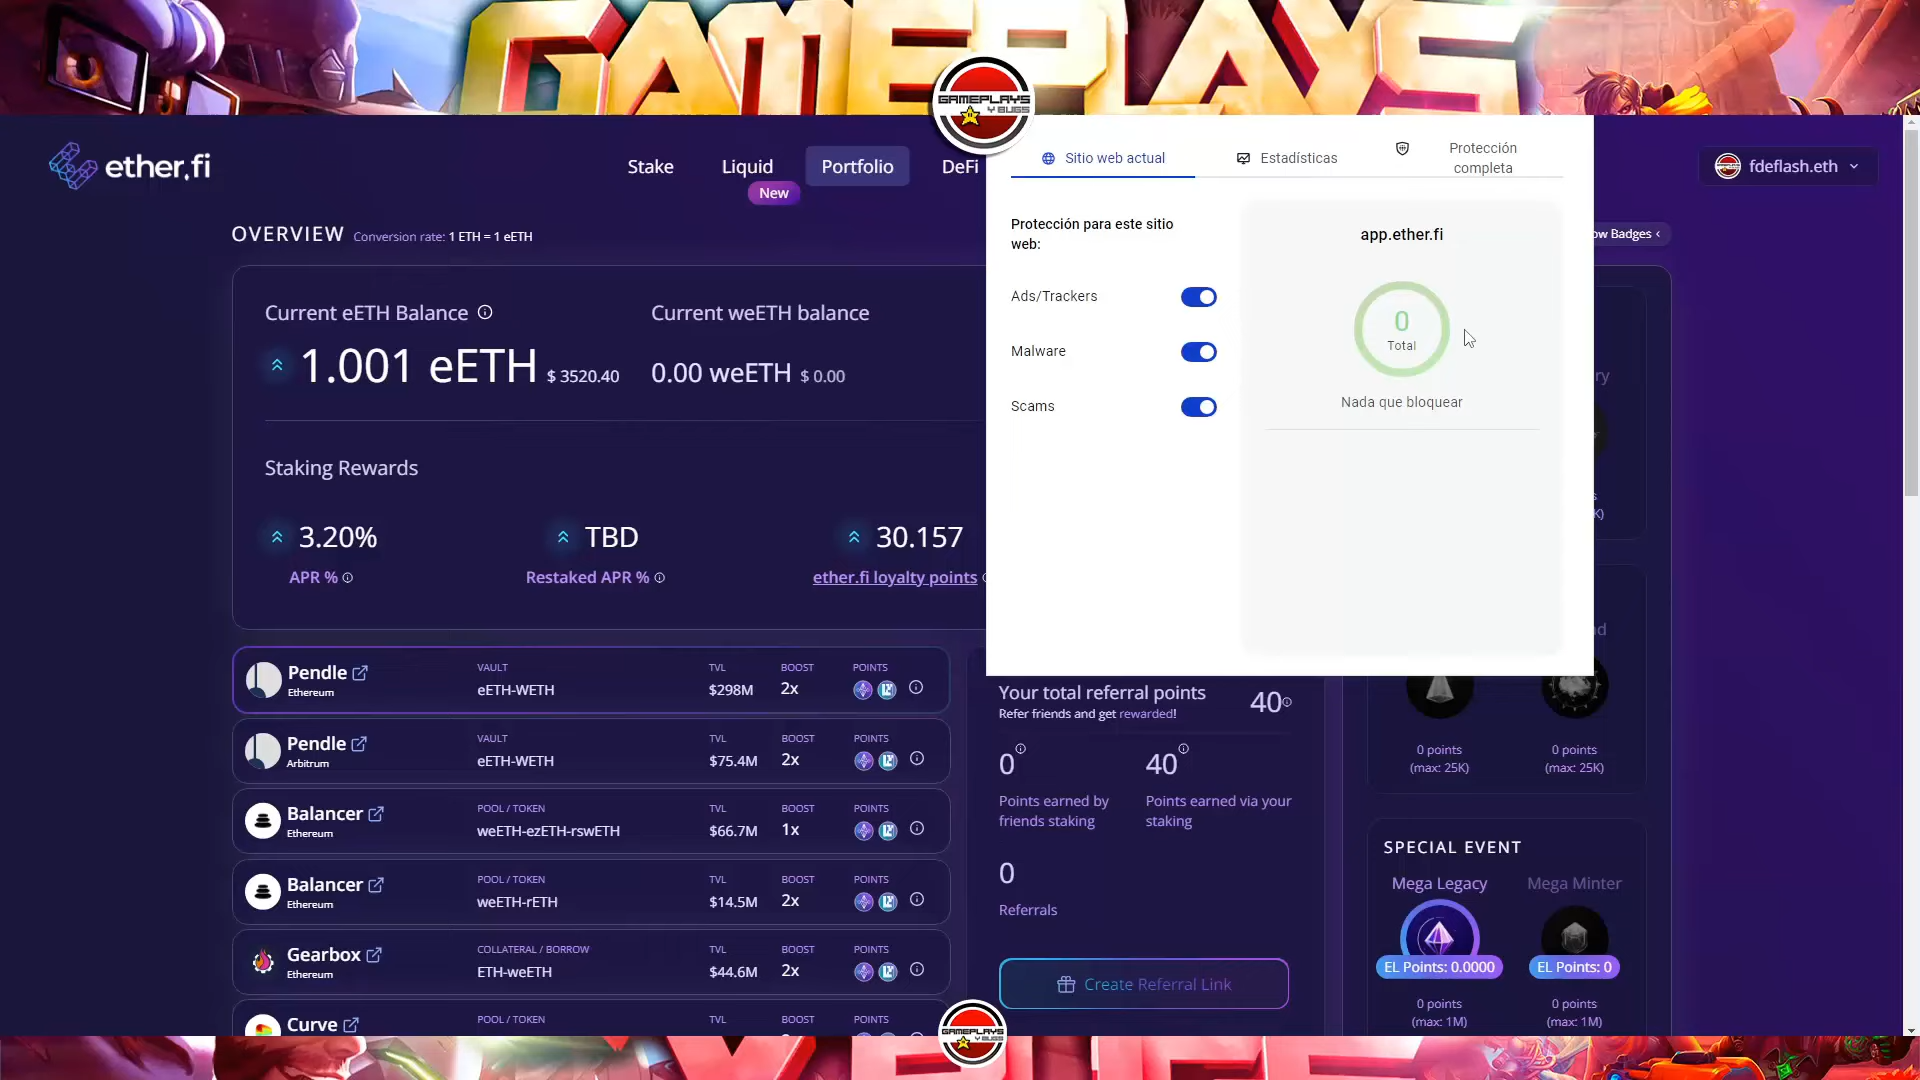 GAMEPLAYS
GAMEPLAYS
Y BUGS
ether.fi
Stake
Liquid
New
Portfolio
DeFi
fdeflash.eth
OVERVIEW
Conversion rate: 1 ETH = 1 eETH
ow Badges
Current eETH Balance
1.001 eETH $ 3520.40
Current weETH balance
0.00 weETH $ 0.00
Staking Rewards
3.20%
APR %
TBD
Restaked APR %
30.157
ether.fi loyalty points
Sitio web actual
Estadísticas
Protección
completa
Protección para este sitio
web:
Ads/Trackers
Malware
Scams
app.ether.fi
0
Total
Nada que bloquear
ry
K)
Pendle
Ethereum
VAULT
eETH-WETH
TVL
$298M
BOOST
2x
POINTS
Pendle
Arbitrum
VAULT
eETH-WETH
TVL
$75.4M
BOOST
2x
POINTS
Balancer
Ethereum
POOL / TOKEN
weETH-ezETH-rswETH
TVL
$66.7M
BOOST
1x
POINTS
Balancer
Ethereum
POOL / TOKEN
weETH-rETH
TVL
$14.5M
BOOST
2x
POINTS
Gearbox
Ethereum
COLLATERAL / BORROW
ETH-weETH
TVL
$44.6M
BOOST
2x
POINTS
Curve
POOL / TOKEN
TVL
BOOST
POINTS
Your total referral points
Refer friends and get rewarded!
40
0
Points earned by
friends staking
40
Points earned via your
staking
0
Referrals
Create Referral Link
0 points
(max: 25K)
0 points
(max: 25K)
SPECIAL EVENT
Mega Legacy
EL Points: 0.0000
0 points
(max: 1M)
Mega Minter
EL Points: 0
0 points
(max: 1M)
GAMEPLAYS
Y BUGS